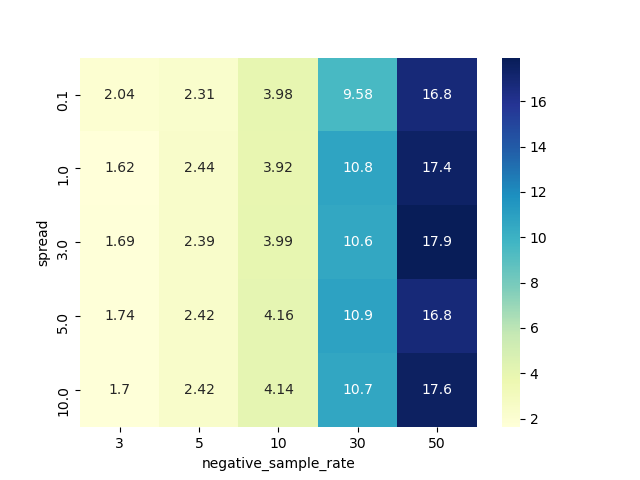 0.1 2.04 2.31 3.98 9.58 16.8
1.0 1.62 2.44 3.92 10.8 17.4
3.0 1.69 2.39 3.99 10.6 17.9
5.0 1.74 2.42 4.16 10.9 16.8
10.0 1.7 2.42 4.14 10.7 17.6
spread
3 5 10 30 50
negative_sample_rate
16
14
12
10
8
6
4
2